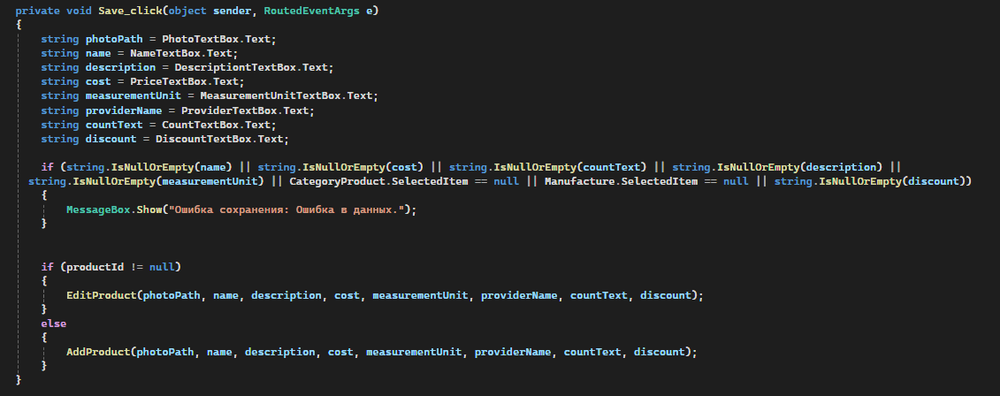 private void Save_click(object sender, RoutedEventArgs e)
{
string photoPath = PhotoTextBox.Text;
string name = NameTextBox.Text;
string description = DescriptiontTextBox.Text;
string cost = PriceTextBox.Text;
string measurementUnit = MeasurementUnitTextBox.Text;
string providerName = ProviderTextBox.Text;
string countText = CountTextBox.Text;
string discount = DiscountTextBox.Text;
if (string.IsNullOrEmpty(name) || string.IsNullOrEmpty(cost) || string.IsNullOrEmpty(countText) || string.IsNullOrEmpty(description) ||
string.IsNullOrEmpty(measurementUnit) || CategoryProduct.SelectedItem == null || Manufacture.SelectedItem == null || string.IsNullOrEmpty(discount))
{
MessageBox.Show("Ошибка сохранения: Ошибка в данных.");
}
if (productId != null)
{
EditProduct(photoPath, name, description, cost, measurementUnit, providerName, countText, discount);
}
else
{
AddProduct(photoPath, name, description, cost, measurementUnit, providerName, countText, discount);
}
}